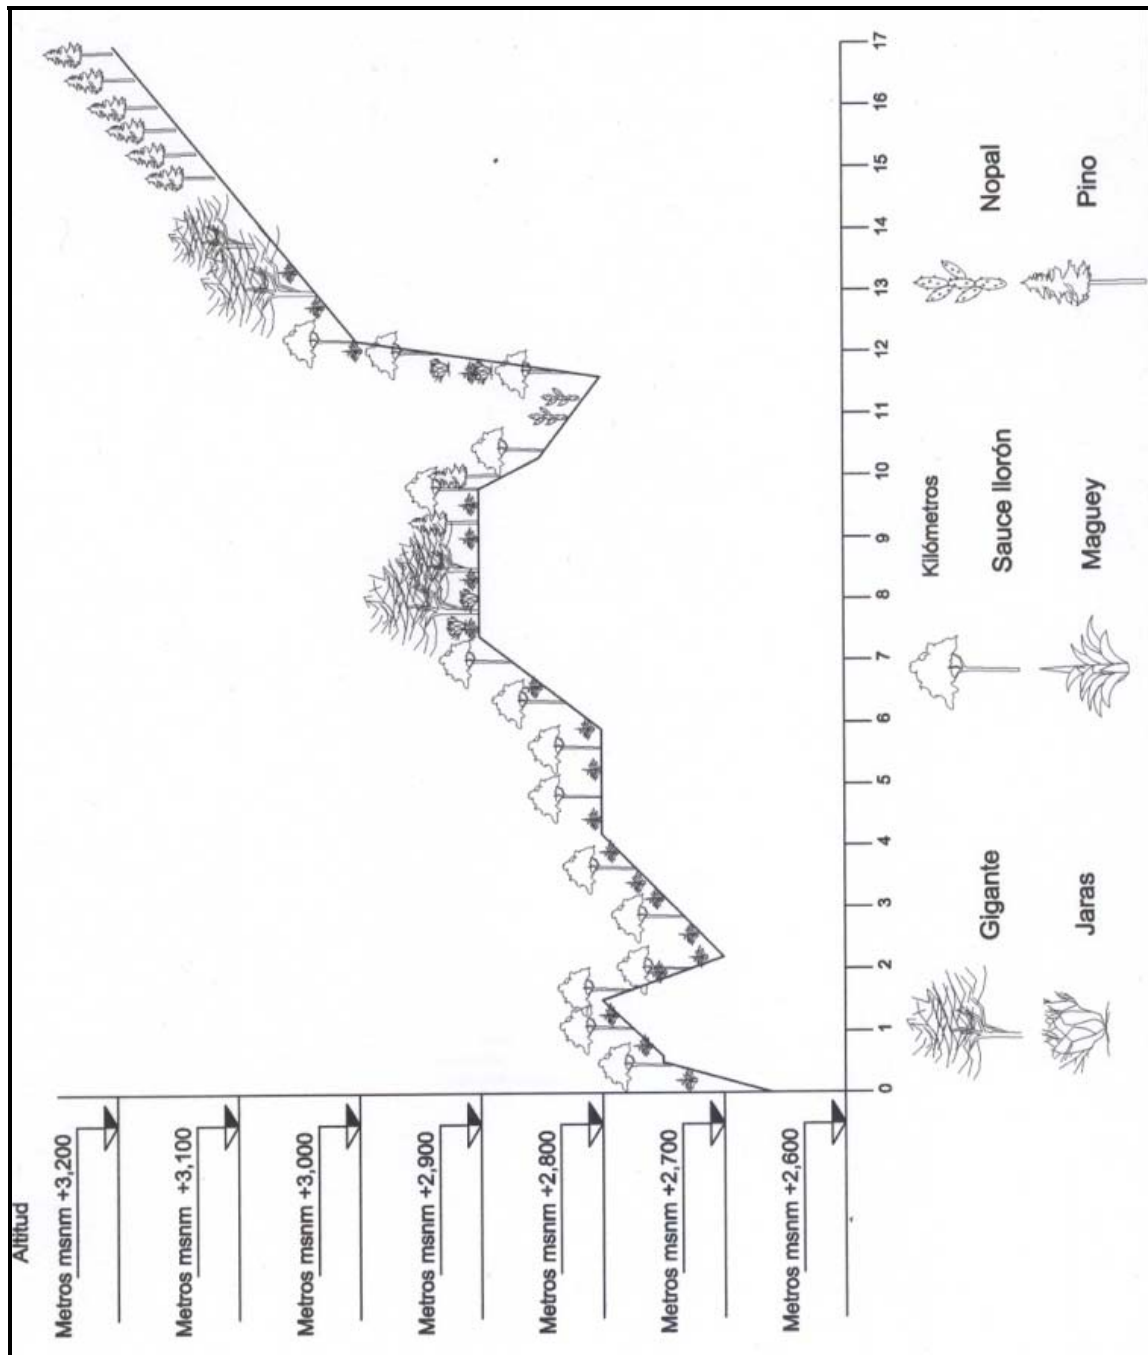 Altitud
Metros msnm +3,200
Metros msnm +3,100
Metros msnm +3,000
Metros msnm +2,900
Metros msnm +2,800
Metros msnm +2,700
Metros msnm +2,600
0 1 2 3 4 5 6 7 8 9 10 11 12 13 14 15 16 17
Kilómetros
Gigante
Sauce llorón
Nopal
Jaras
Maguey
Pino